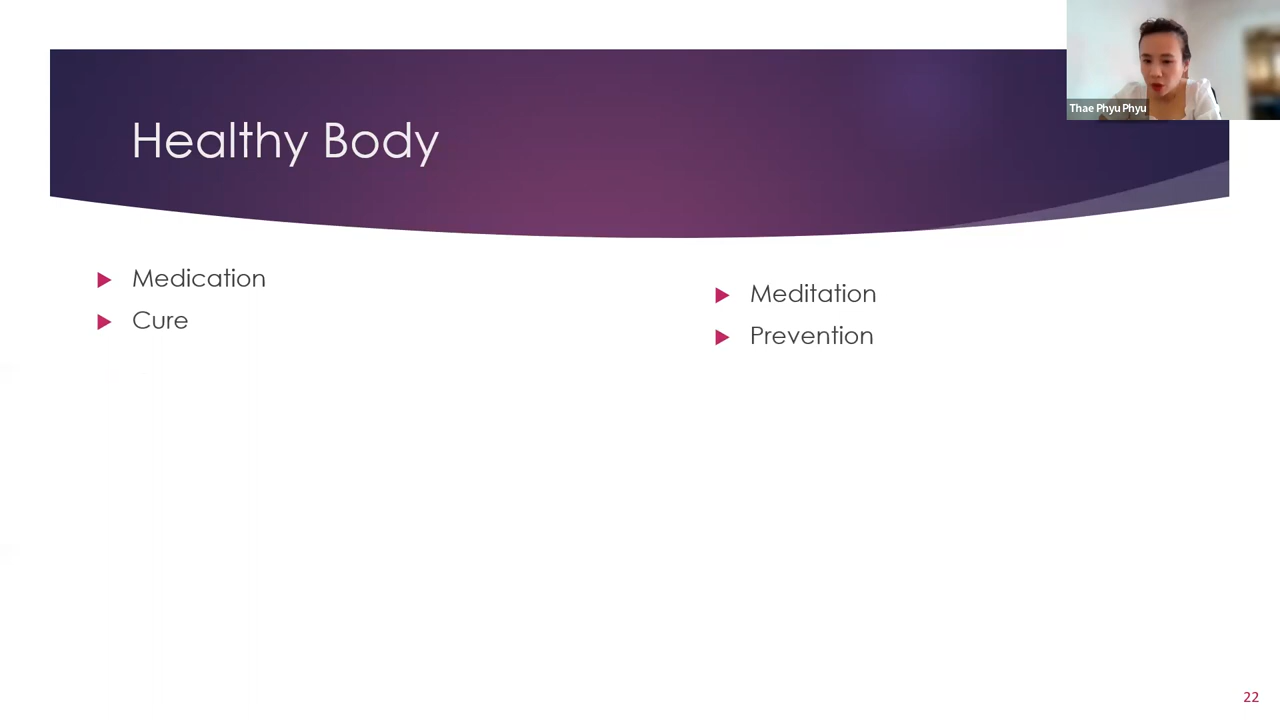 Healthy Body
Thae Phyu Phyu
Medication
Cure
Meditation
Prevention
22